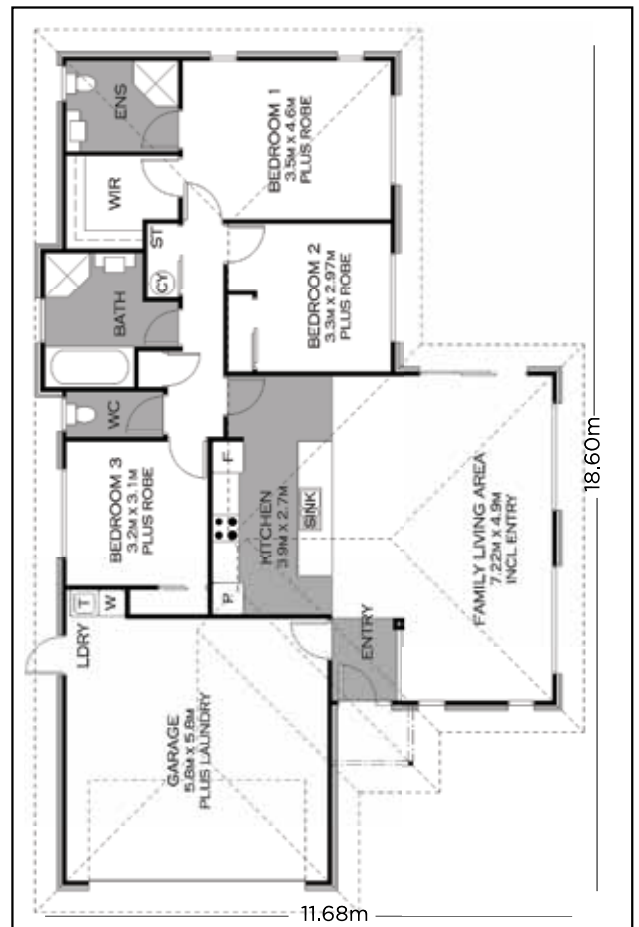 ENS
BEDROOM 1
3.5M X 4.6M
PLUS ROBE
WIR
ST
CY
BEDRCOM 2
3.3M X 2.97M
PLUS ROBE
BATH
WC
BEDROOM 3
3.2M X 3.1M
PLUS ROBE
F
KITCHEN
3.9M X 2.7M
SINK
P
FAMILY LIVING AREA
7.22M X 4.9M
INCL ENTRY
18.60m
T
W
LDRY
ENTRY
GARAGE
5.8M X 5.8M
PLUS LAUNDRY
11.68m